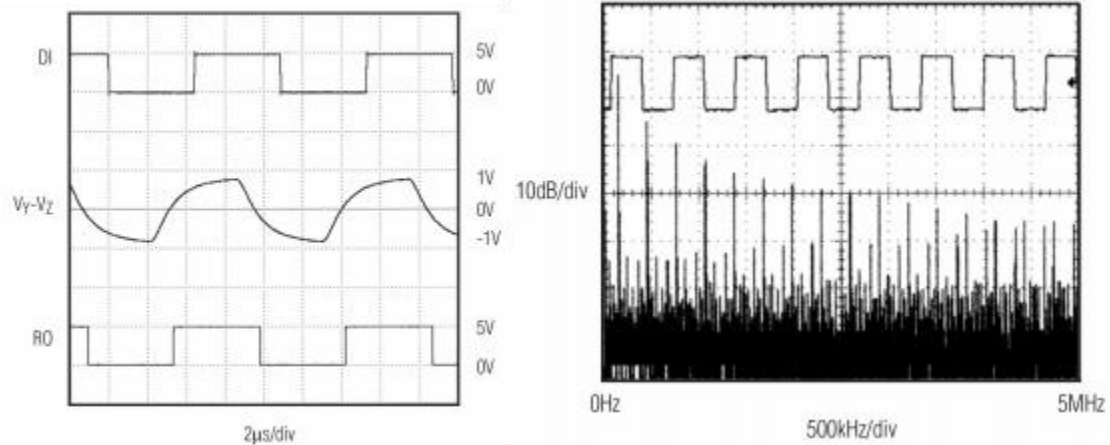 DI
5V
0V
VY-VZ
1V
0V
-1V
RO
5V
0V
2µs/div
10dB/div
0Hz
5MHz
500kHz/div